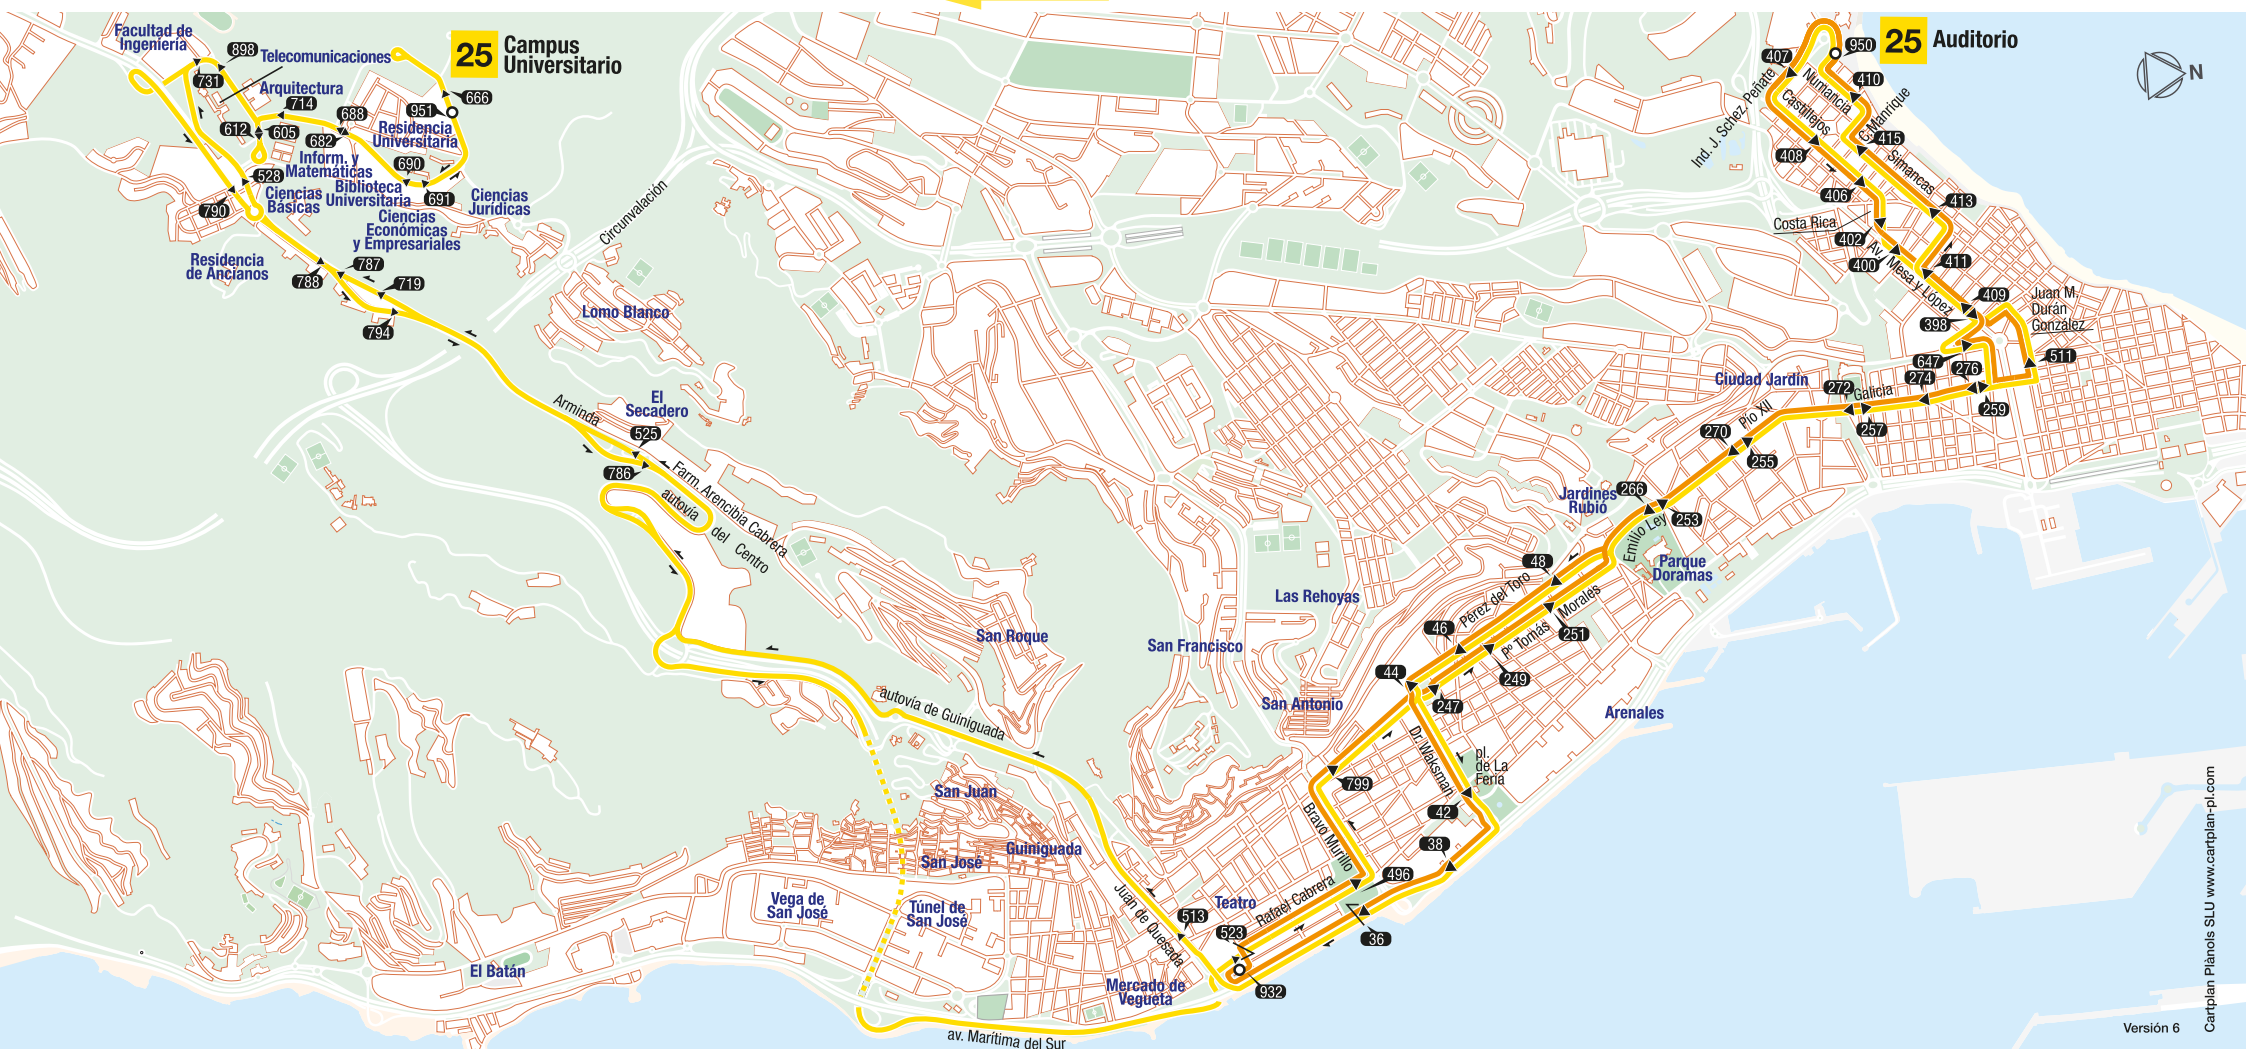 25
Campus
Universitario
25
Auditorio
N
Facultad de
Ingeniería
898
Telecomunicaciones
731
Arquitectura
714
688
951
666
612
605
682
Residencia
Universitaria
Inform. y
Matemáticas
690
528
Biblioteca
Universitaria
691
Ciencias
Básicas
790
Ciencias
Jurídicas
Ciencias
Económicas
y Empresariales
Residencia
de Ancianos
788
787
719
794
Circunvalación
Lomo Blanco
El
Secadero
Arminda
525
786
Farm. Arencibia Cabrera
autovía
del Centro
San Roque
autovía de Guiniguada
San Juan
San José
Guiniguada
Vega de
San José
Túnel de
San José
El Batán
Juan de Quesada
513
Teatro
523
Rafael Cabrera
496
36
932
Mercado de
Vegueta
av. Marítima del Sur
407
950
410
Ind. J. Schez. Peñate
Numancia
Castillejos
C.Manrique
415
408
Simancas
406
413
Costa Rica
402
400
411
Av. Mesa y López
409
398
Juan M.
Durán
González
647
276
511
Ciudad Jardín
272
274
Galicia
259
257
Pío XII
270
255
Jardines
Rubió
266
253
Emilio Ley
Parque
Doramas
48
Pérez del Toro
Pº Tomás Morales
251
46
249
Las Rehoyas
San Francisco
San Antonio
44
247
Arenales
Dr. Waksman
pl.
de La
Feria
799
Bravo Murillo
42
38
Cartplan Plànols SLU www.cartplan-pl.com
Versión 6